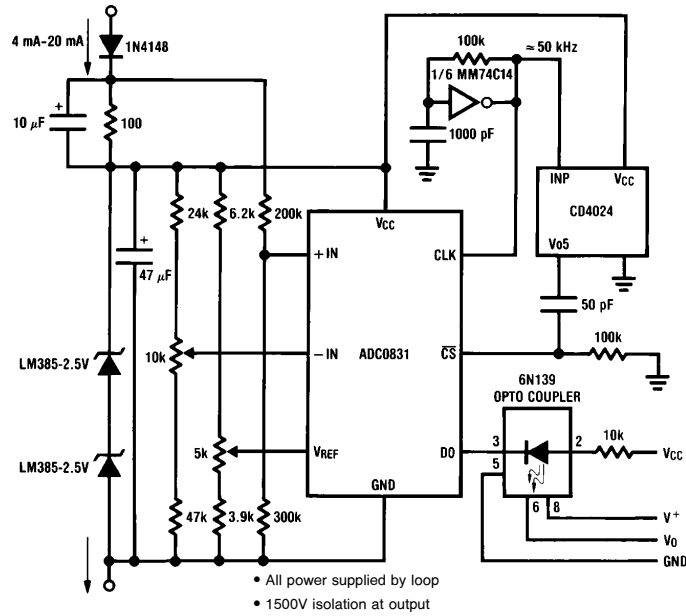 4 mA-20 mA
1N4148
10 μF
+
100
100k
≈ 50 kHz
1/6 MM74C14
1000 pF
INP
VCC
CD4024
Vo5
24k
6.2k
200k
VCC
+
47 μF
+IN
CLK
50 pF
LM385-2.5V
10k
−IN
ADC0831
CS
100k
6N139
OPTO COUPLER
LM385-2.5V
5k
VREF
DO
3
2
10k
VCC
5
GND
6
8
47k
3.9k
300k
V+
VO
GND
• All power supplied by loop
• 1500V isolation at output